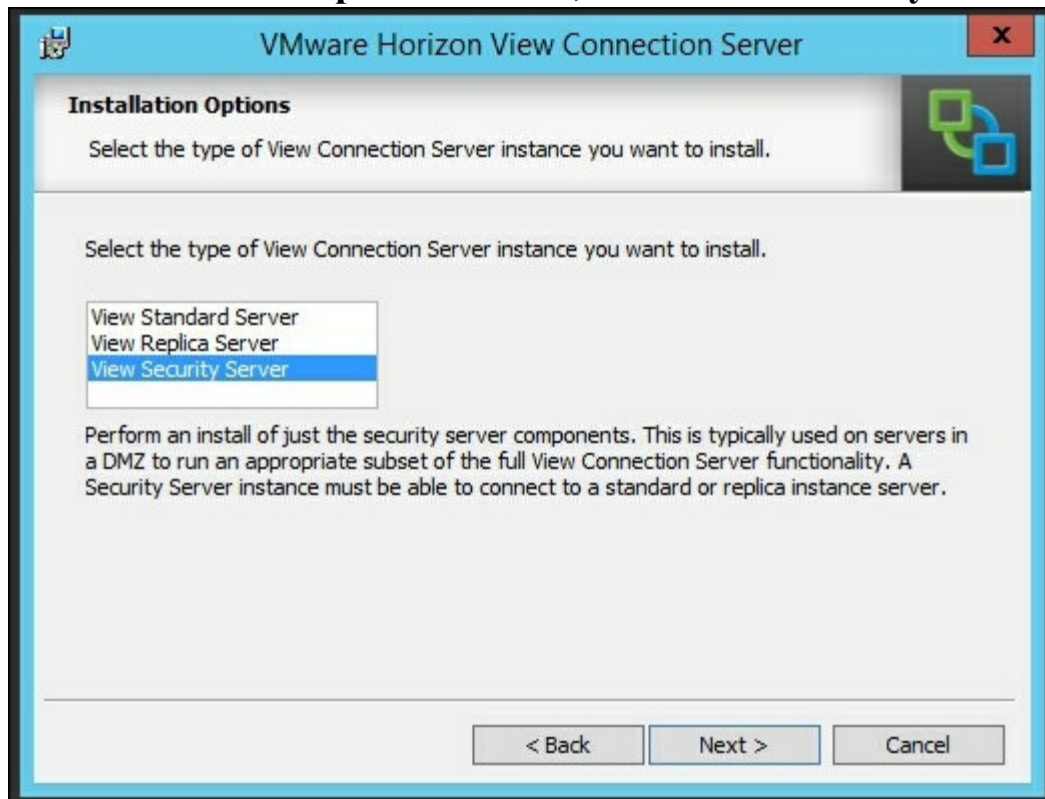 VMware Horizon View Connection Server
x
Installation Options
Select the type of View Connection Server instance you want to install.
Select the type of View Connection Server instance you want to install.
View Standard Server
View Replica Server
View Security Server
Perform an install of just the security server components. This is typically used on servers in
a DMZ to run an appropriate subset of the full View Connection Server functionality. A
Security Server instance must be able to connect to a standard or replica instance server.
< Back
Next >
Cancel